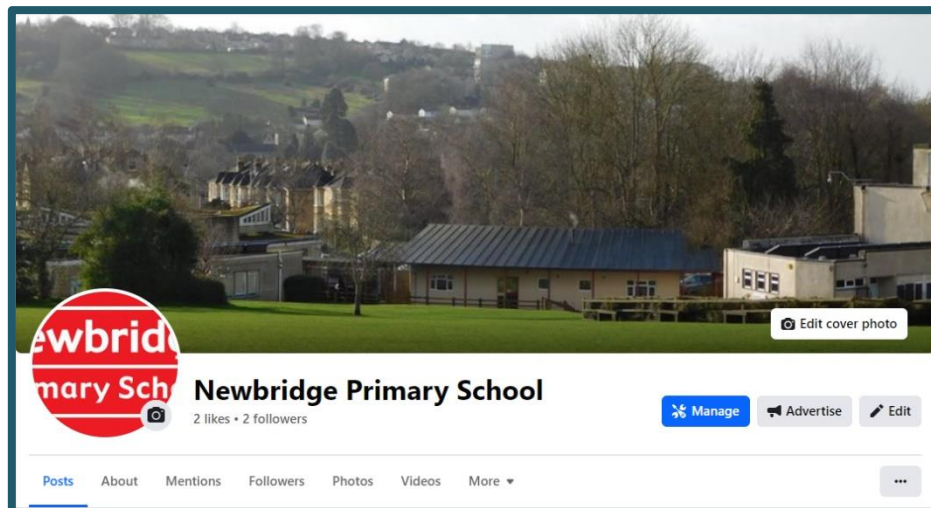 Edit cover photo
ewbridg
mary Scho
Newbridge Primary School
2 likes • 2 followers
Manage
Advertise
Edit
Posts
About
Mentions
Followers
Photos
Videos
More
...